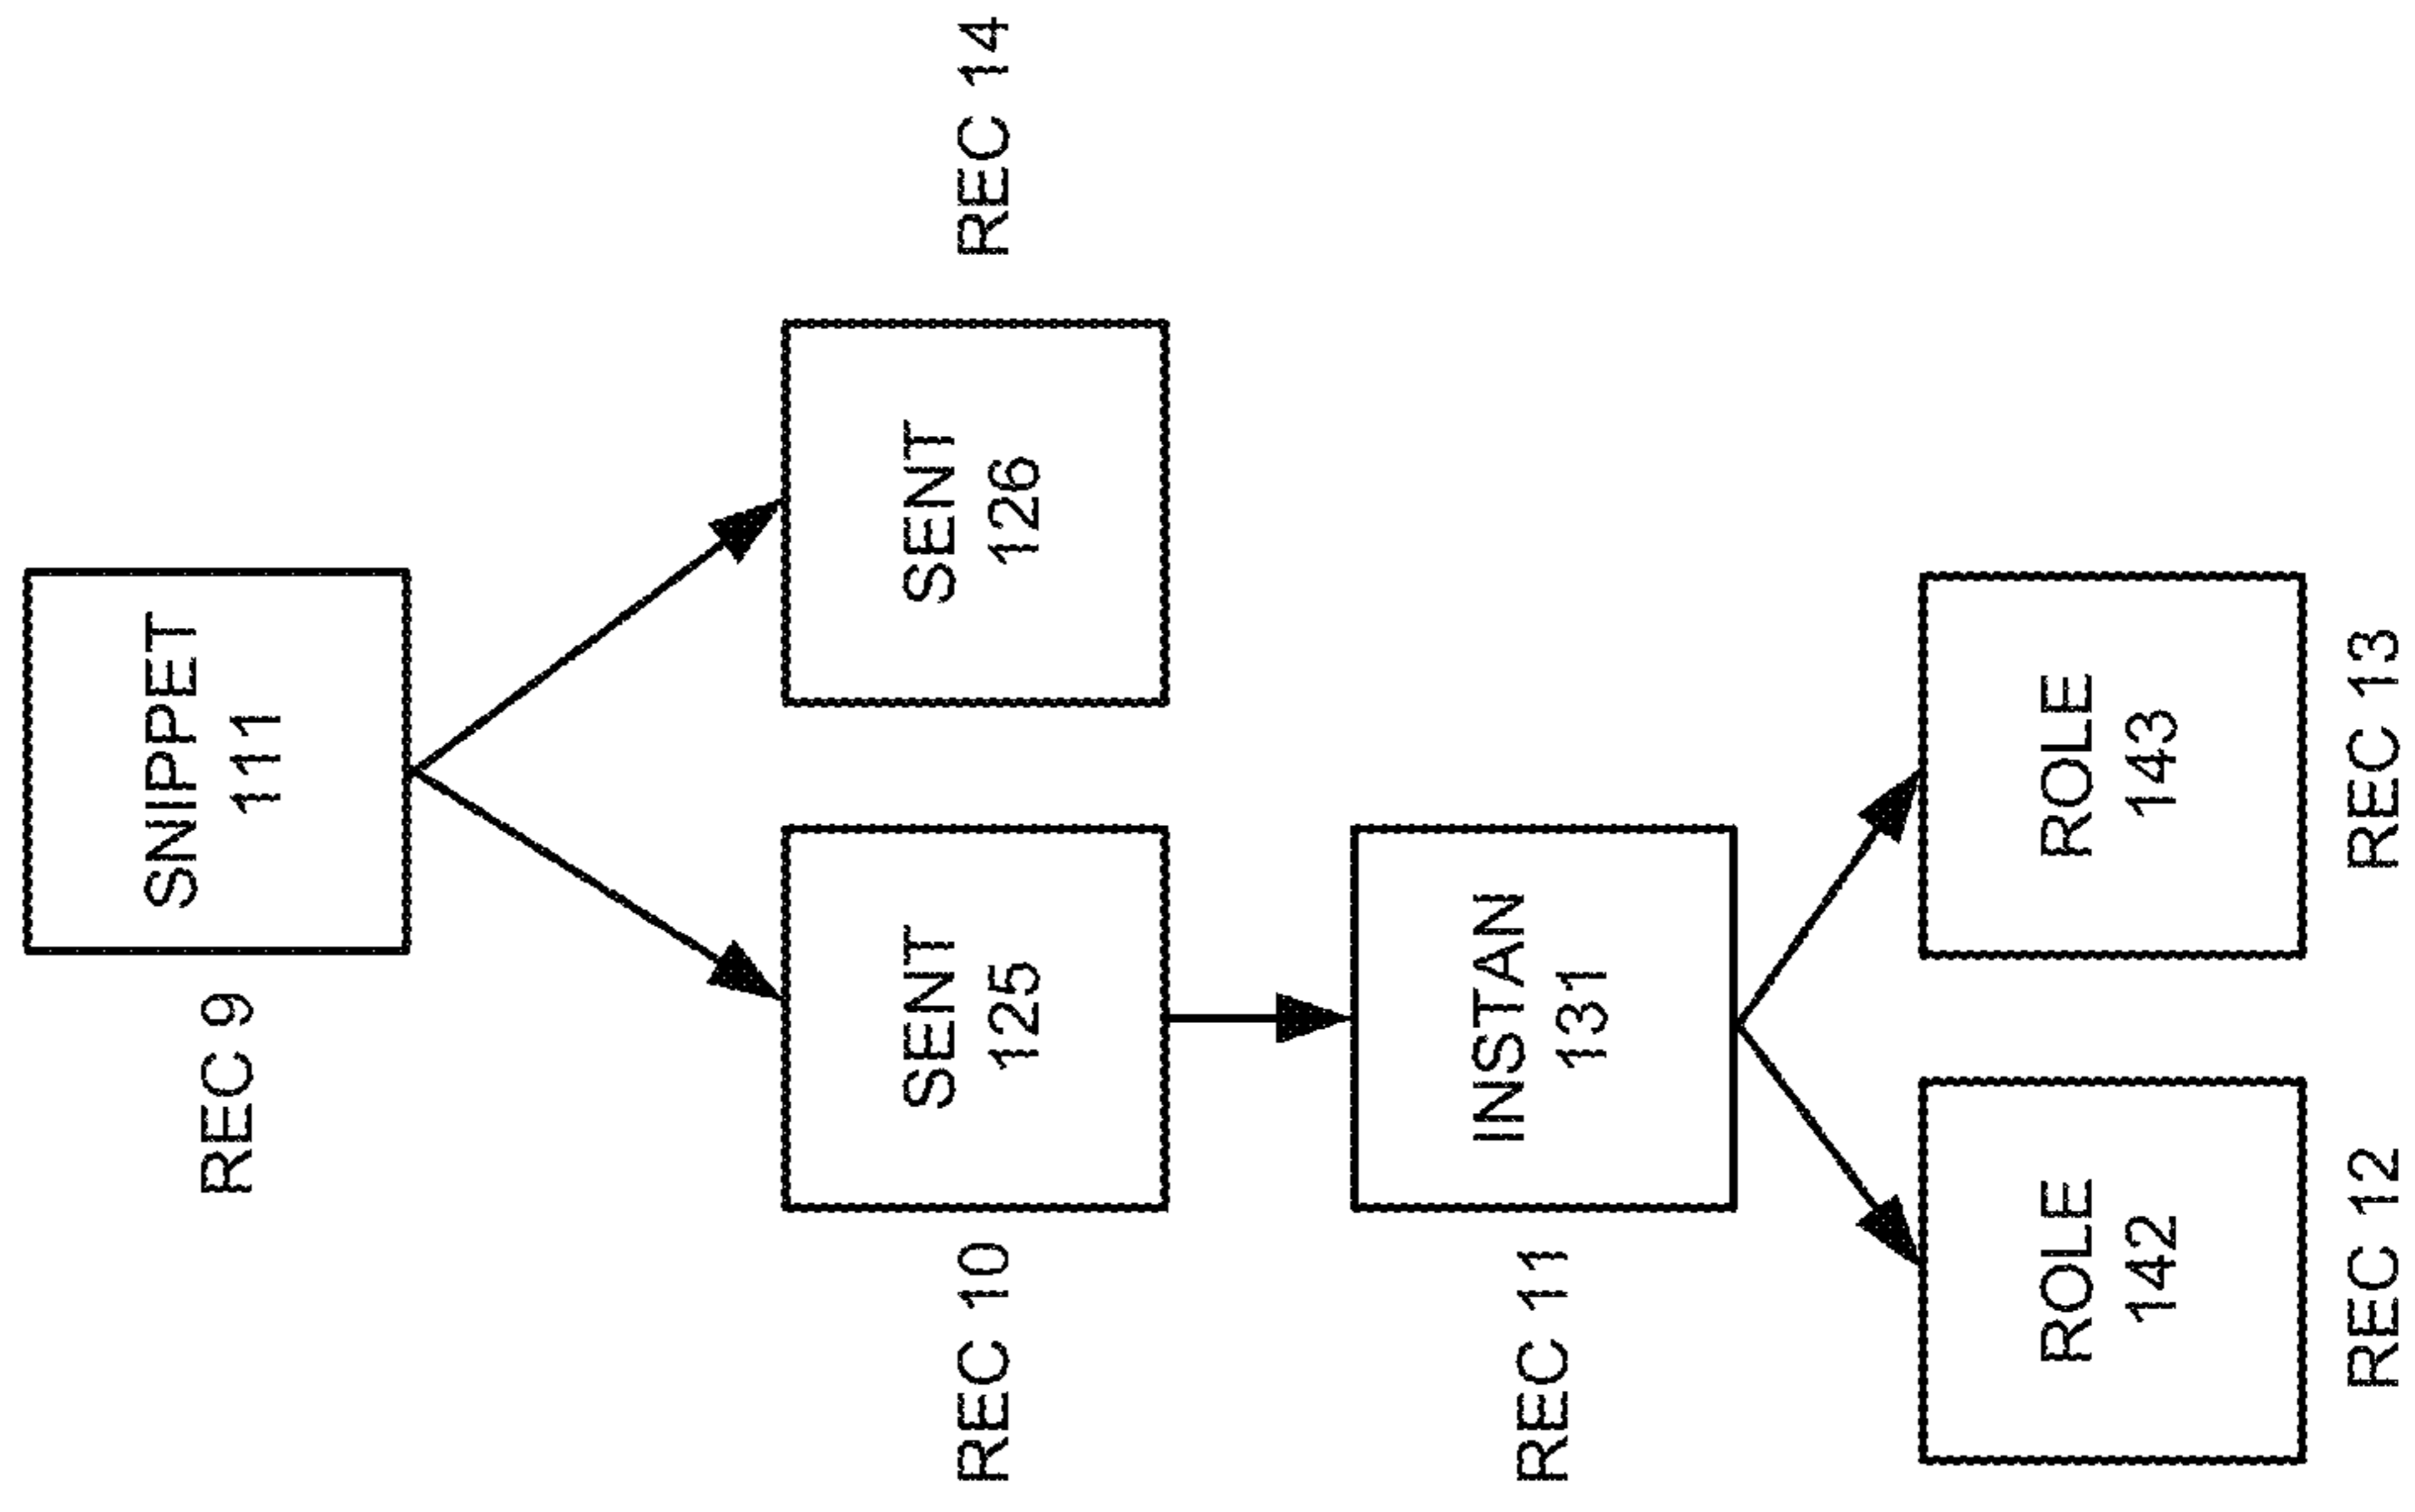 SNIPPET
111
REC 9
SENT
125
REC 10
SENT
126
REC 14
INSTAN
131
REC 11
ROLE
142
REC 12
ROLE
143
REC 13